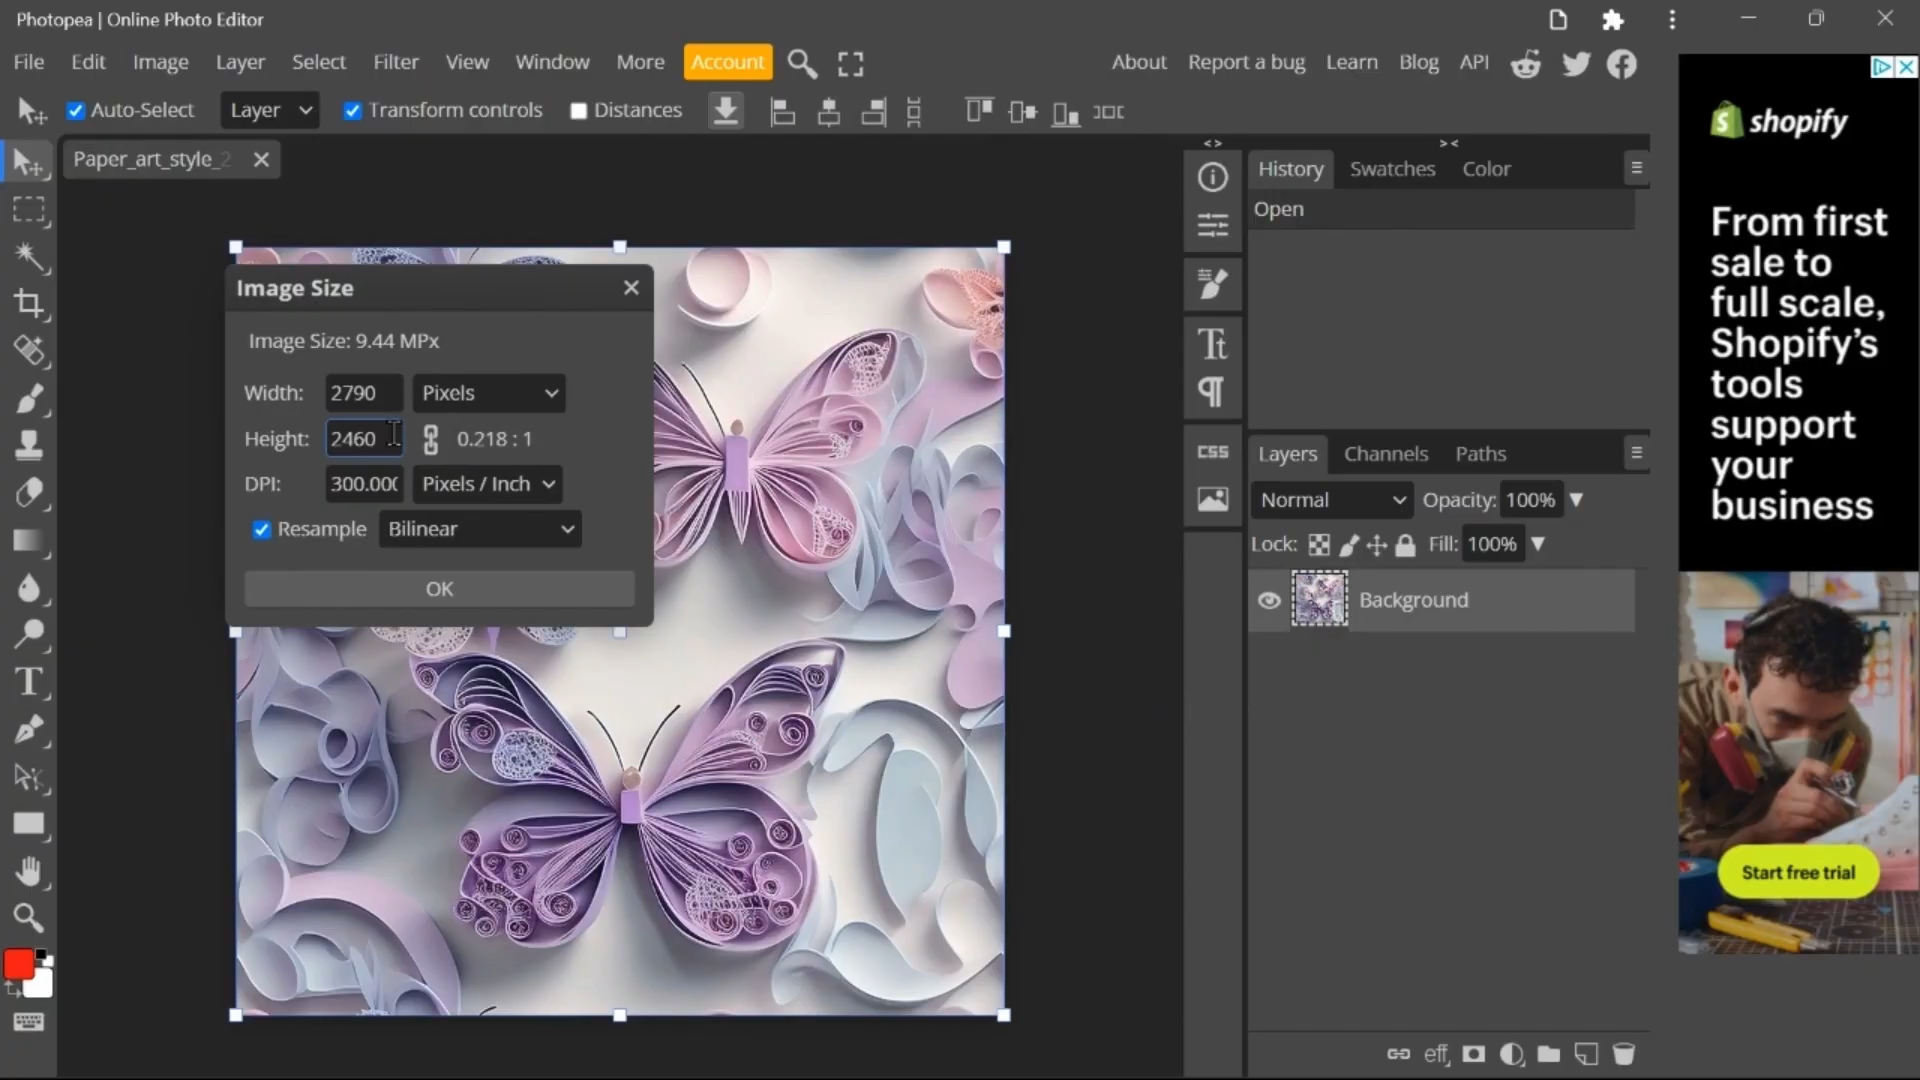 Photopea | Online Photo Editor
File Edit Image Layer Select Filter View Window More Account About Report a bug Learn Blog API
Auto-Select Layer Transform controls Distances
Paper_art_style_2
Image Size
Image Size: 9.44 MPx
Width: 2790 Pixels
Height: 2460 0.218 : 1
DPI: 300.000 Pixels / Inch
Resample Bilinear
OK
CSS
History Swatches Color
Open
Layers Channels Paths
Normal Opacity: 100%
Lock: Fill: 100%
Background
eff
shopify
From first
sale to
full scale,
Shopify's
tools
support
your
business
Start free trial